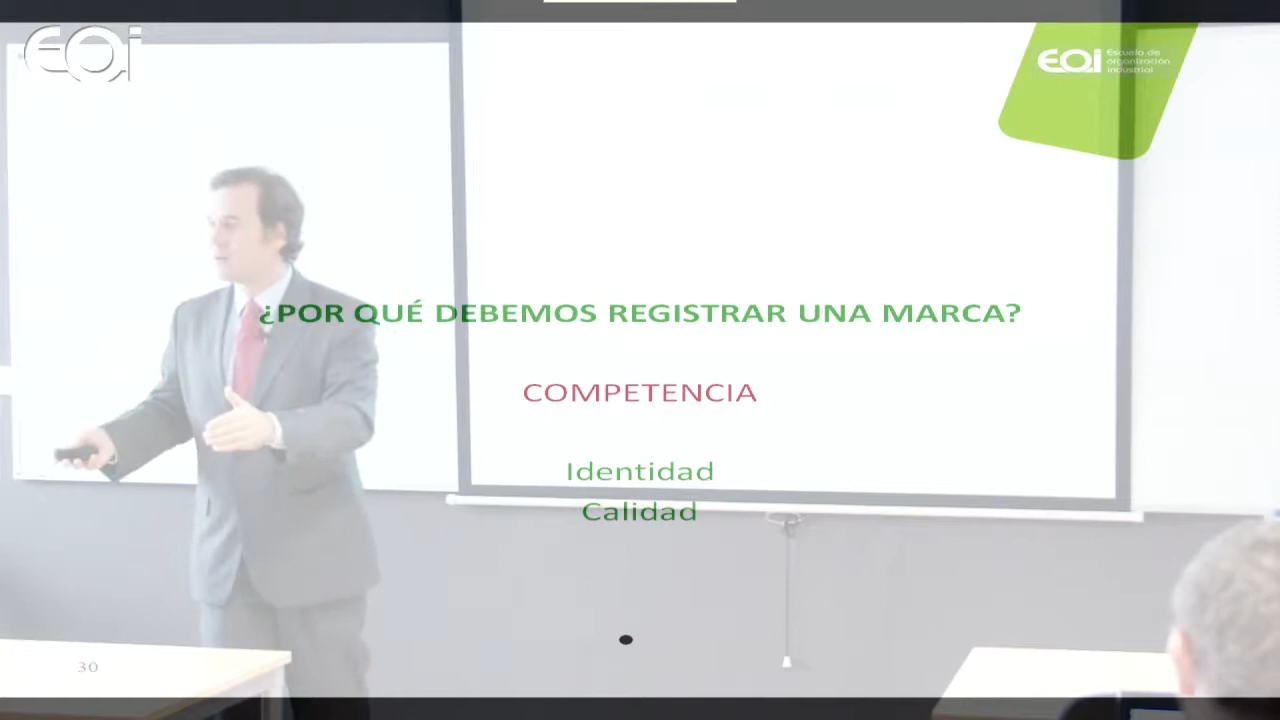 EOI
EOI Escuela de
organización
industrial
¿POR QUÉ DEBEMOS REGISTRAR UNA MARCA?
COMPETENCIA
Identidad
Calidad
30